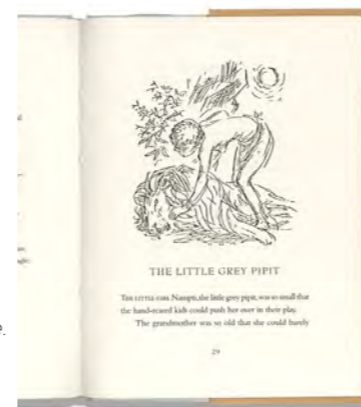 THE LITTLE GREY PIPIT
THE LITTLE GIRL Nampti, the little grey pipit, was so small that
the hand-reared kids could push her over in their play.
The grandmother was so old that she could barely
29